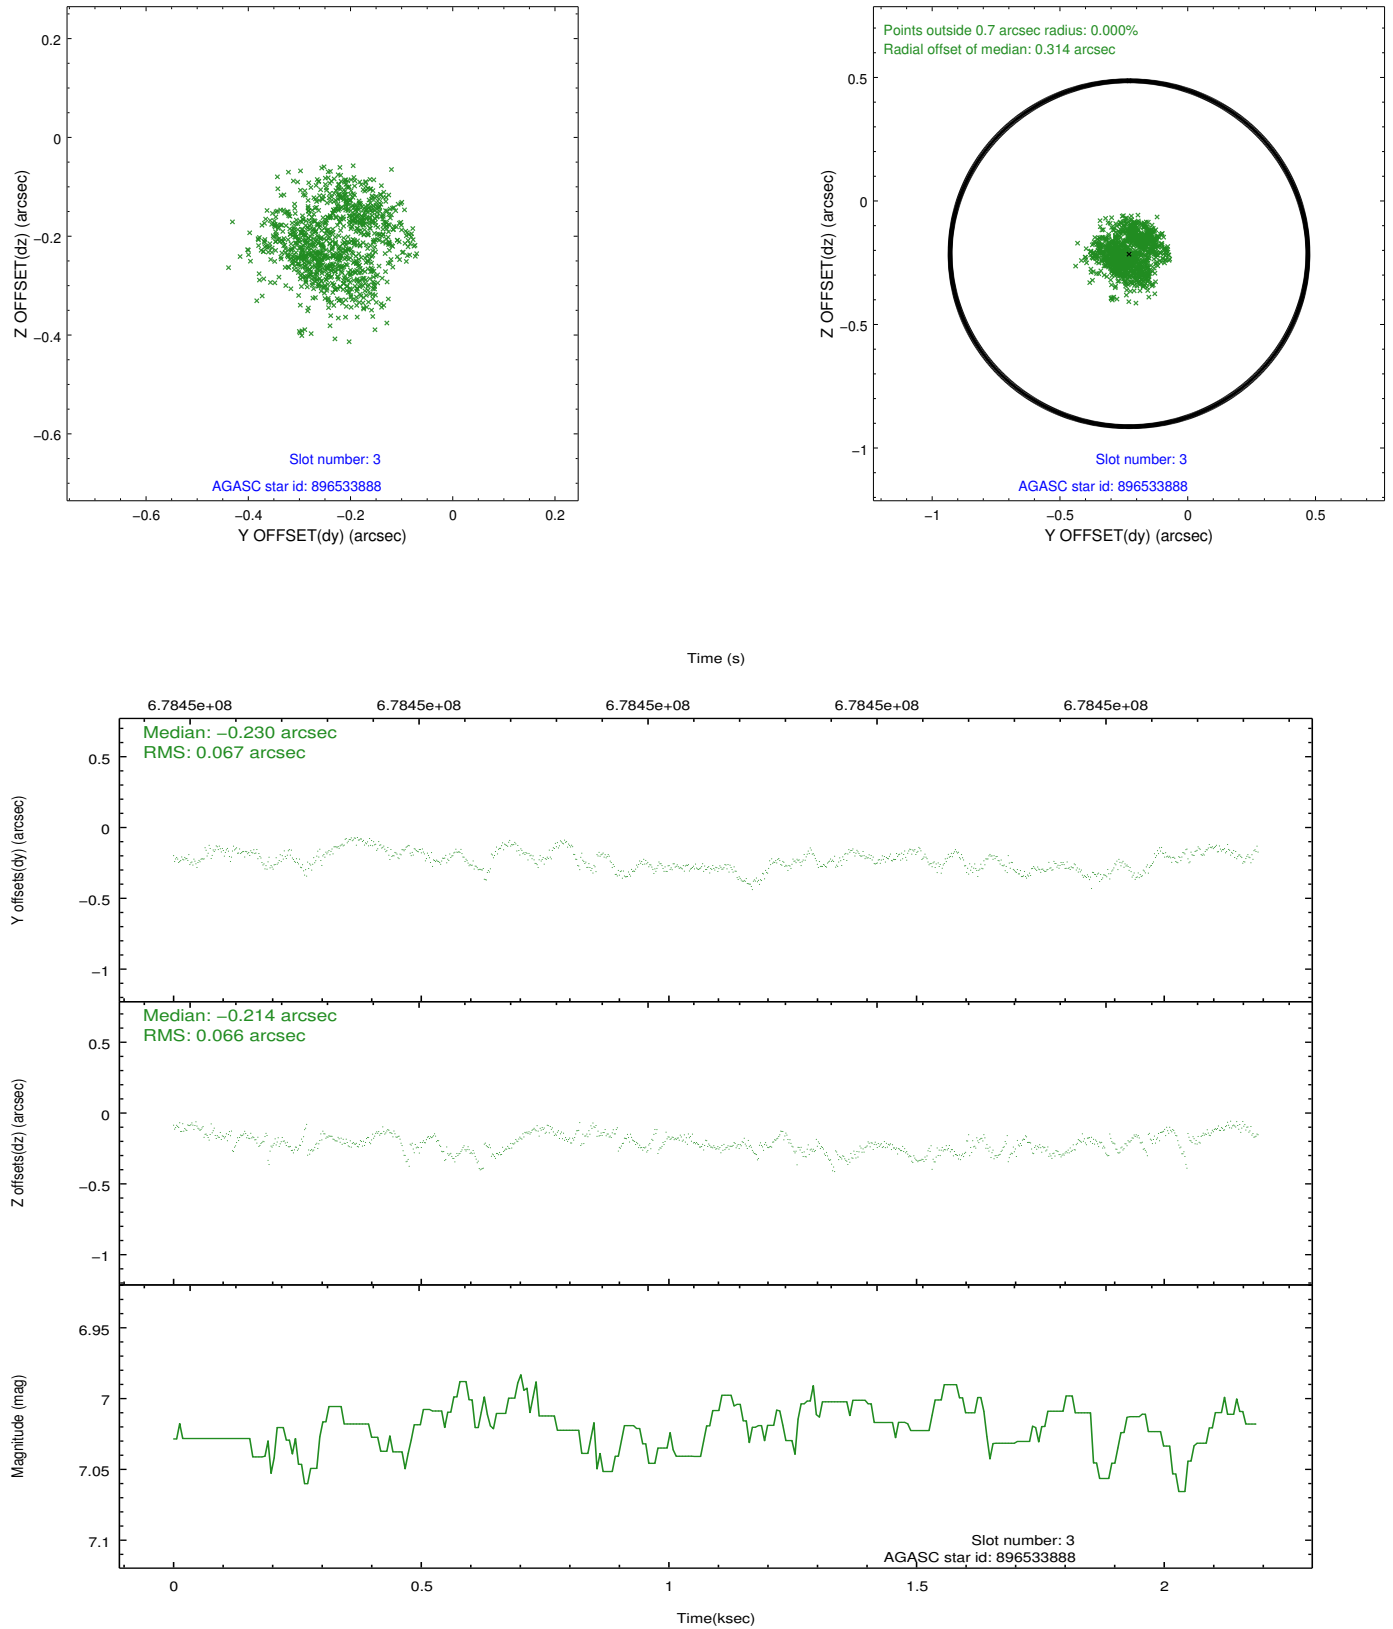 0.2
0
−0.2
−0.4
−0.6
Z OFFSET(dz) (arcsec)
Slot number: 3
AGASC star id: 896533888
−0.6
−0.4
−0.2
0
0.2
Y OFFSET(dy) (arcsec)
Points outside 0.7 arcsec radius: 0.000%
Radial offset of median: 0.314 arcsec
0.5
0
−0.5
−1
Z OFFSET(dz) (arcsec)
Slot number: 3
AGASC star id: 896533888
−1
−0.5
0
0.5
Y OFFSET(dy) (arcsec)
Time (s)
6.7845e+08
6.7845e+08
6.7845e+08
6.7845e+08
6.7845e+08
Median: −0.230 arcsec
RMS: 0.067 arcsec
0.5
0
−0.5
−1
Y offsets(dy) (arcsec)
Median: −0.214 arcsec
RMS: 0.066 arcsec
0.5
0
−0.5
−1
Z offsets(dz) (arcsec)
6.95
7
7.05
7.1
Magnitude (mag)
Slot number: 3
AGASC star id: 896533888
0
0.5
1
1.5
2
Time(ksec)